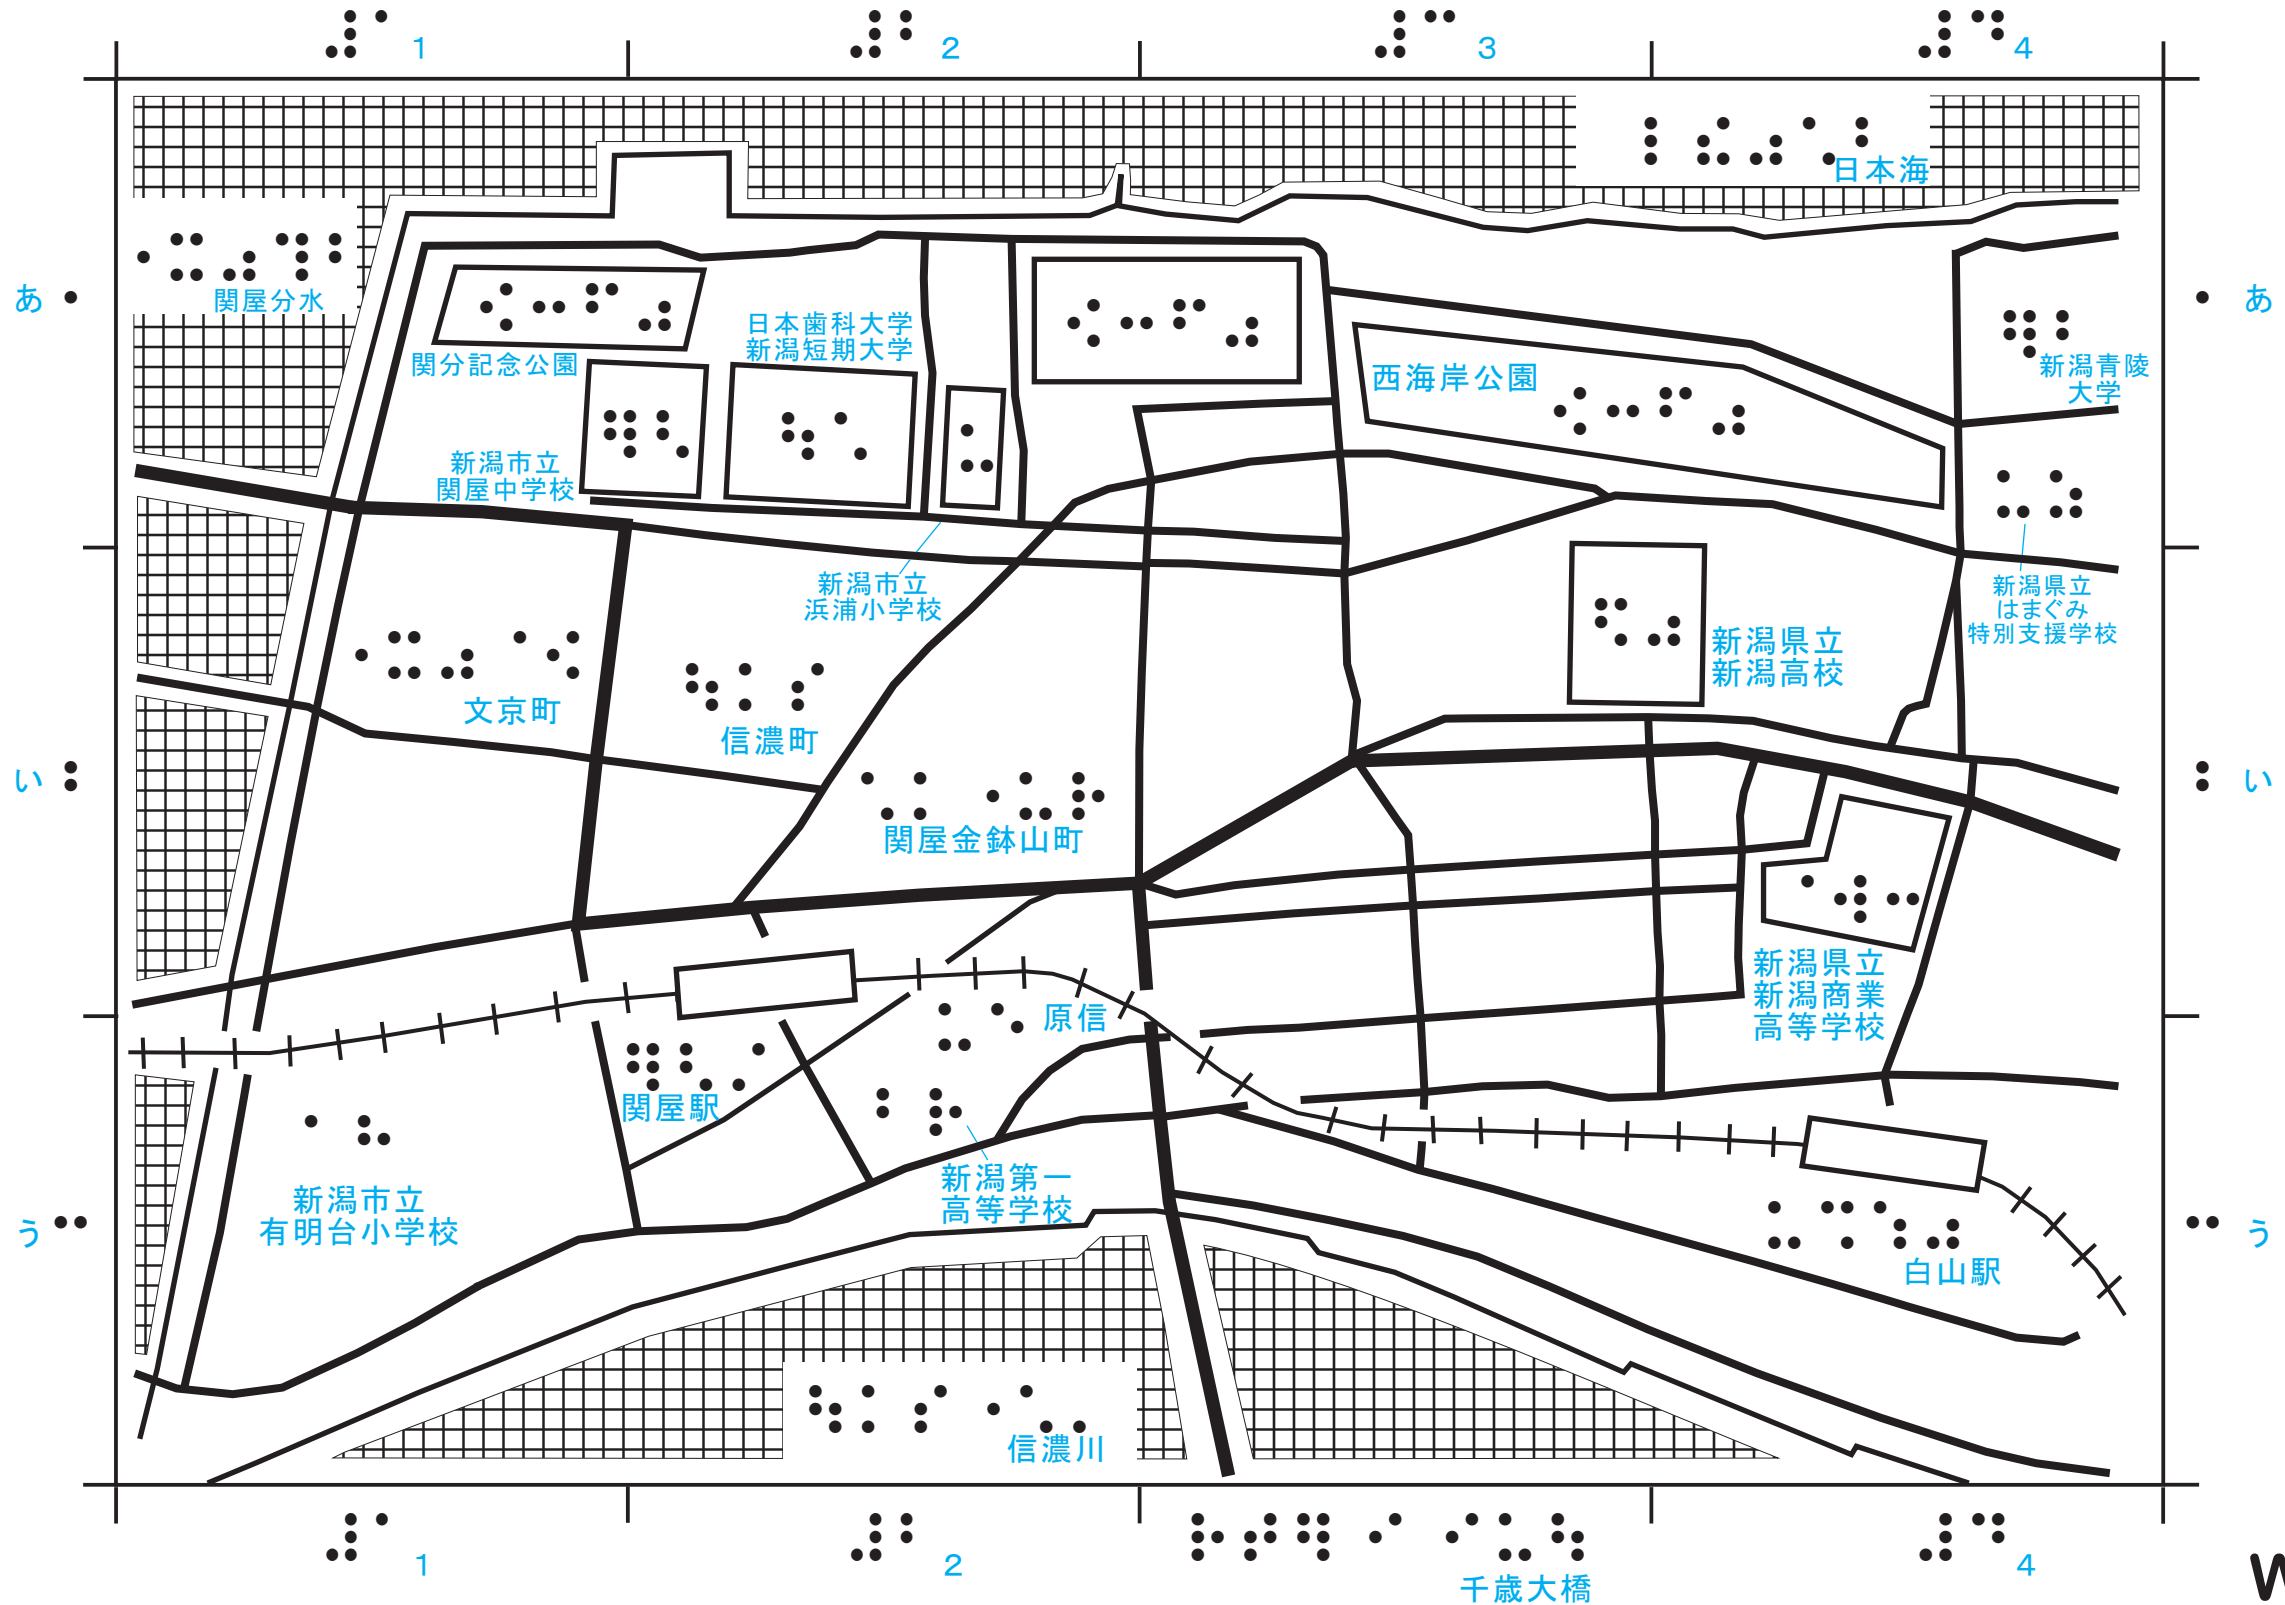 1 2 3 4
日本海
あ 関屋分水 あ
関分記念公園
日本歯科大学
新潟短期大学
西海岸公園
新潟青陵
大学
新潟市立
関屋中学校
新潟市立
浜浦小学校
新潟県立
はまぐみ
特別支援学校
新潟県立
新潟高校
文京町
信濃町
い い
関屋金鉢山町
新潟県立
新潟商業
高等学校
原信
関屋駅
新潟第一
高等学校
新潟市立
有明台小学校
う う
白山駅
信濃川
1 2 4
千歳大橋